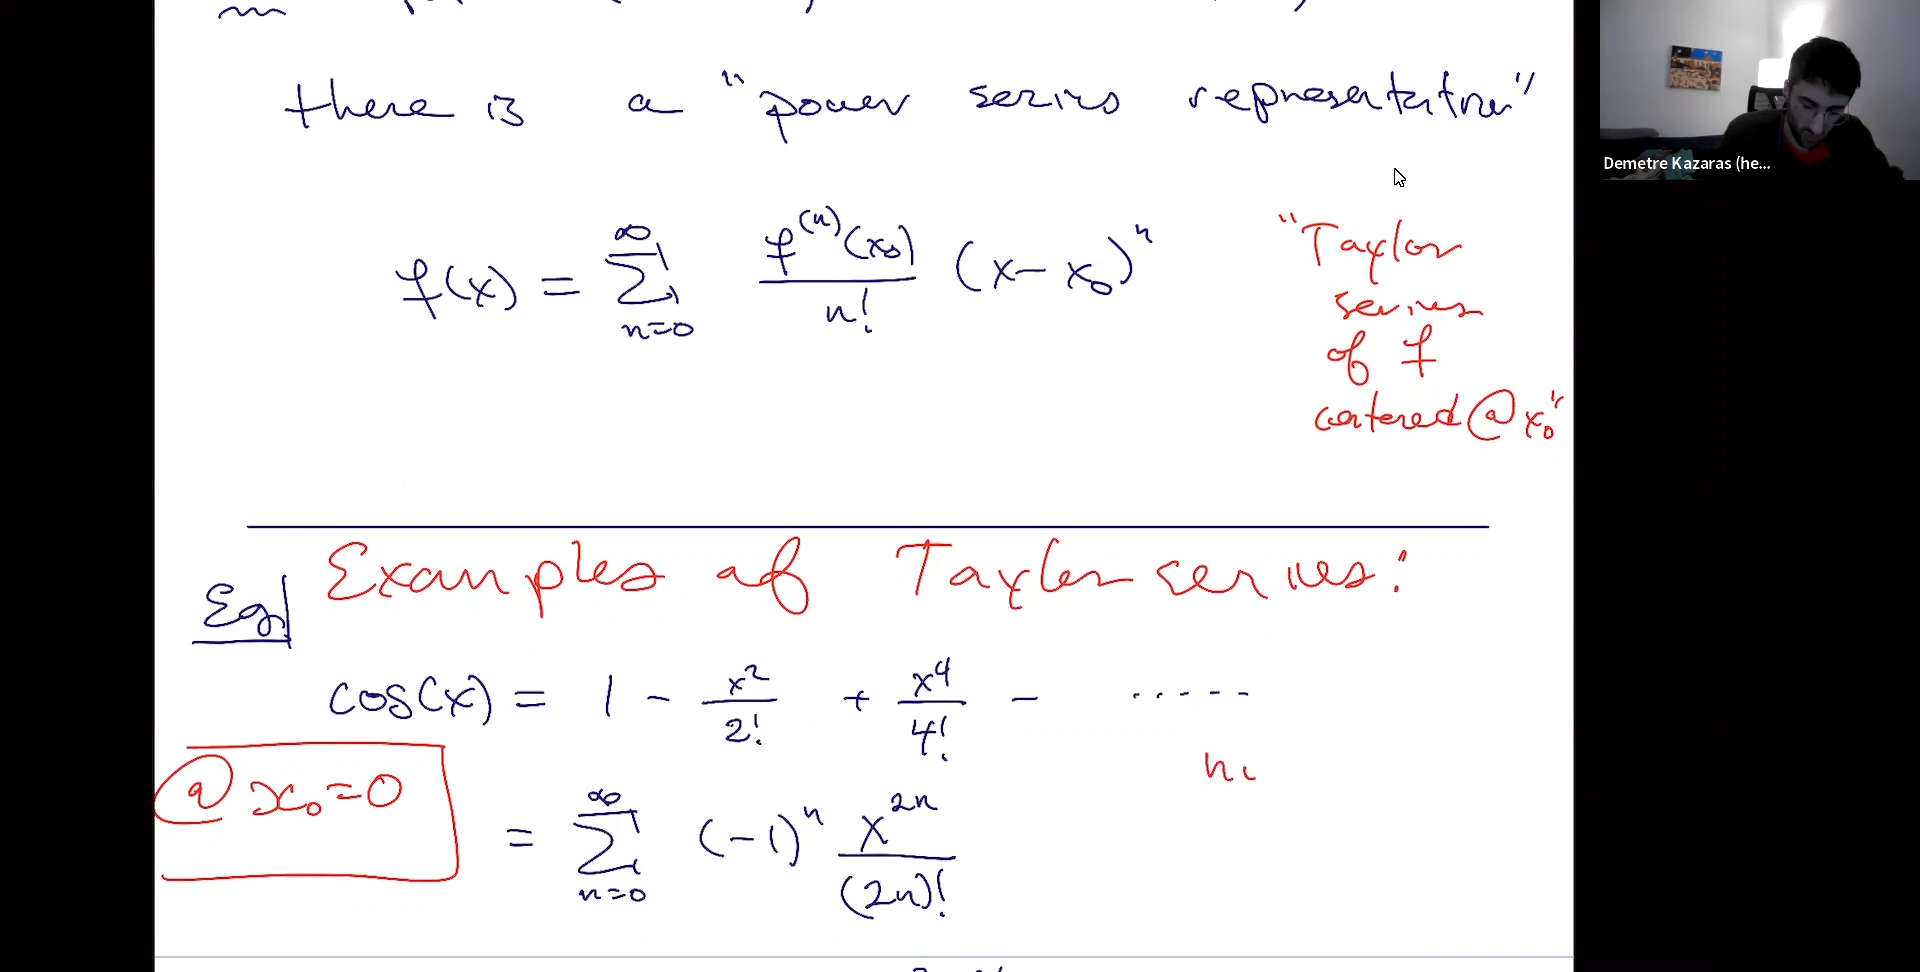 there is a "power series representation"
f(x) = ∞ Σ n=0 f^(n)(x₀) / n! (x - x₀)^n
"Taylor
series
of f
centered @ x₀"
Examples of Taylor series:
Eg
cos(x) = 1 - x²/2! + x⁴/4! - .....
@ x₀ = 0
= ∞ Σ n=0 (-1)^n x^2n / (2n)!
Demetre Kazaras (he...